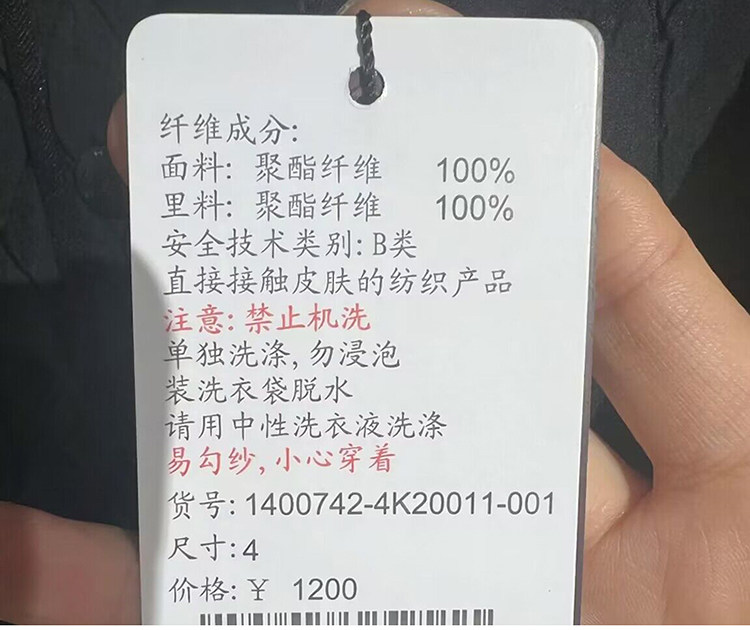 纤维成分:
面料: 聚酯纤维 100%
里料: 聚酯纤维 100%
安全技术类别: B类
直接接触皮肤的纺织产品
注意: 禁止机洗
单独洗涤, 勿浸泡
装洗衣袋脱水
请用中性洗衣液洗涤
易勾纱, 小心穿着
货号: 1400742-4K20011-001
尺寸: 4
价格: ¥ 1200